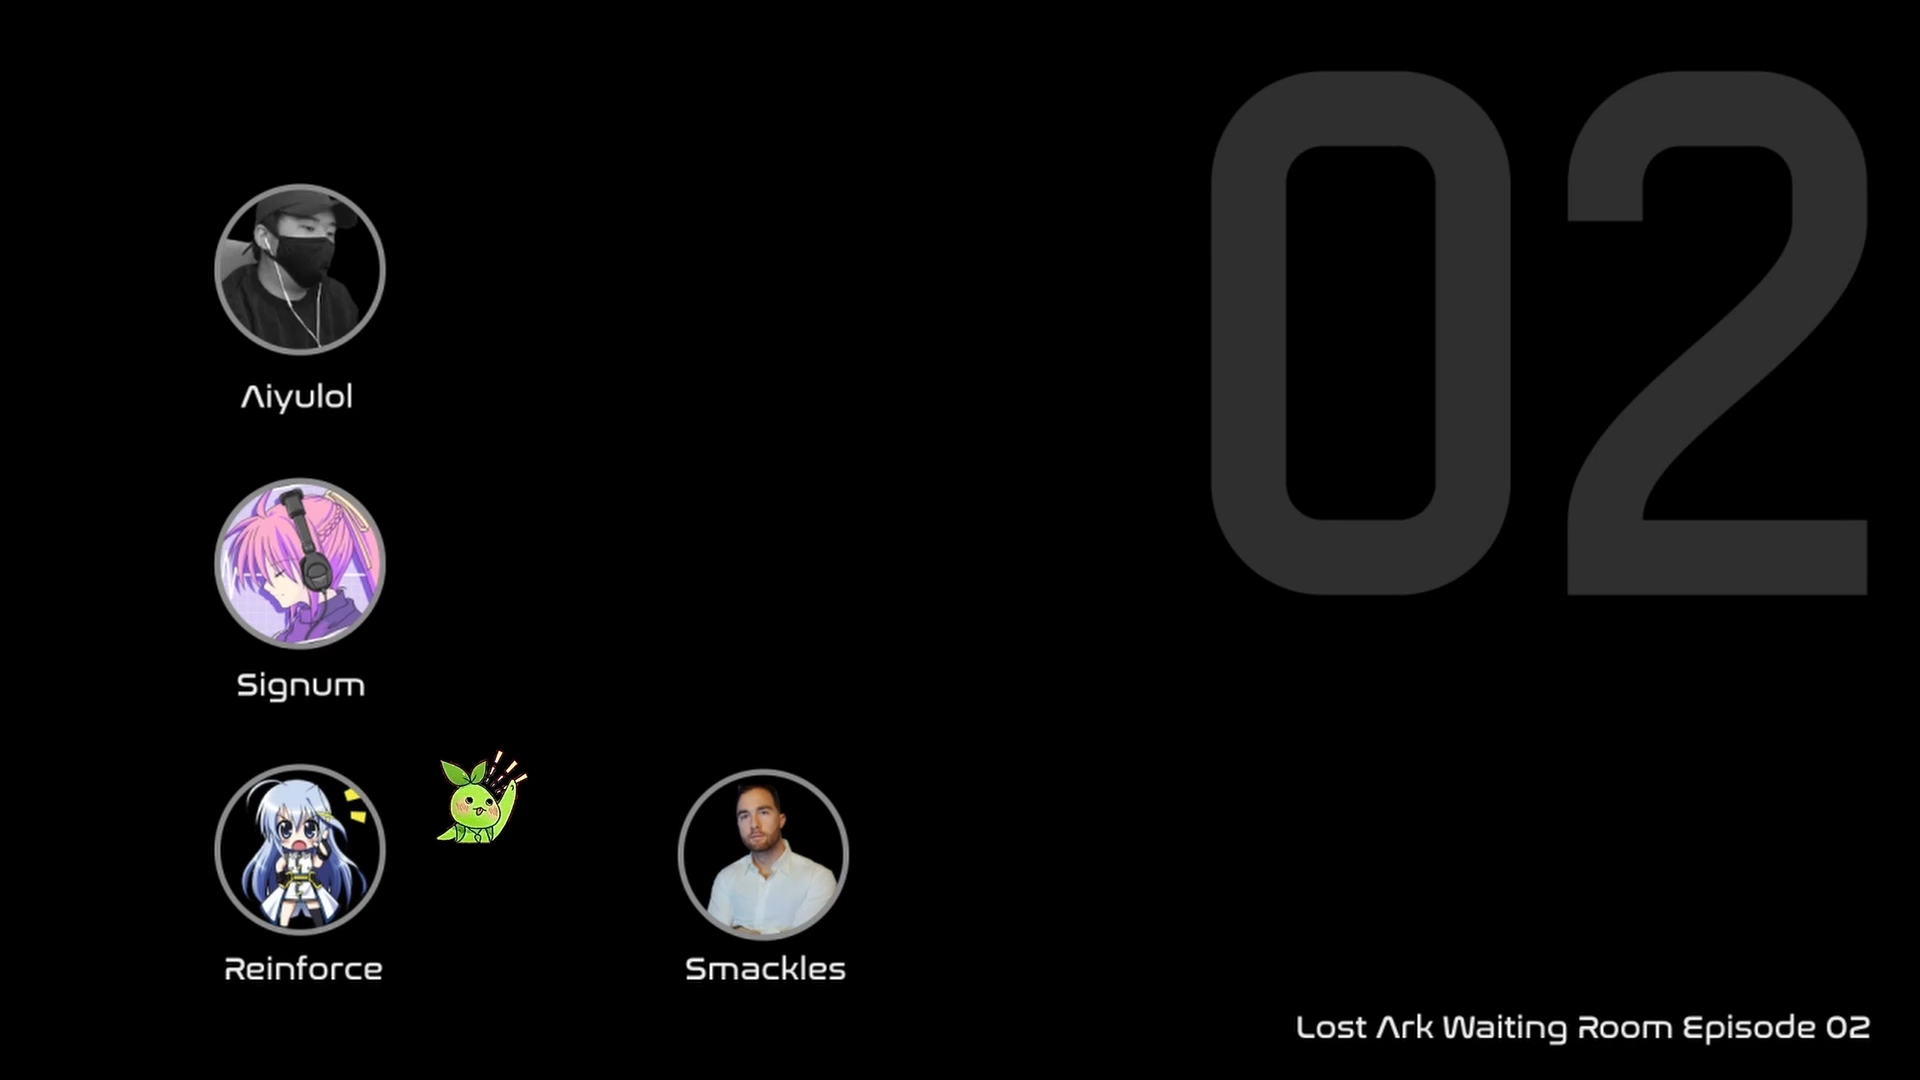 02
Aiyulol
Signum
Reinforce
Smackles
Lost Ark Waiting Room Episode 02